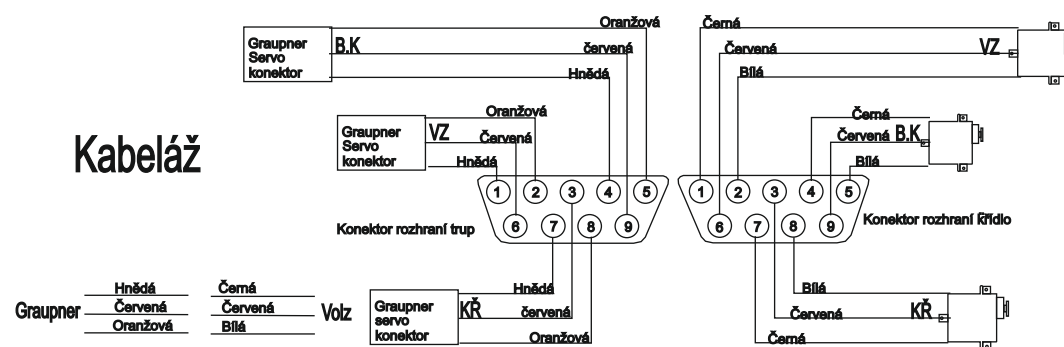 Oranžová
Graupner
Servo
konektor
B.K
červená
Hnědá
Černá
Červená
VZ
Bílá
Oranžová
Graupner
Servo
konektor
VZ
Červená
Hnědá
Černá
Červená
B.K.
Bílá
Kabeláž
1
2
3
4
5
6
7
8
9
Konektor rozhraní trup
1
2
3
4
5
6
7
8
9
Konektor rozhraní křídlo
Graupner
Hnědá
Červená
Oranžová
Černá
Červená
Bílá
Volz
Graupner
servo
konektor
Hnědá
KŘ
červená
Oranžová
Bílá
Červená
KŘ
Černá